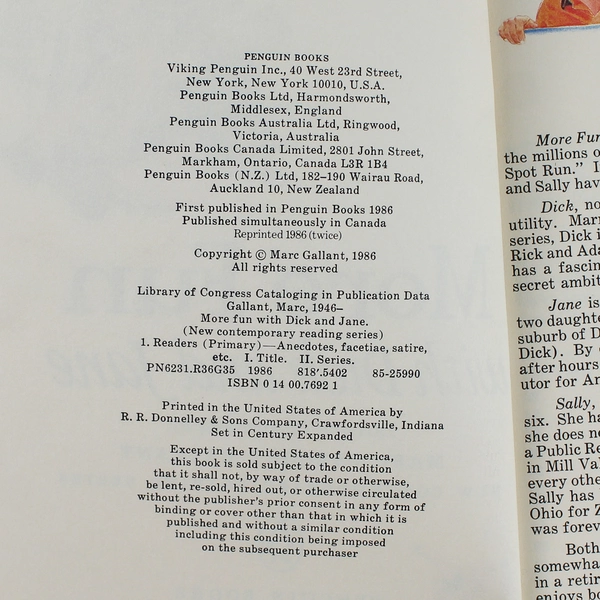 PENGUIN BOOKS
Viking Penguin Inc., 40 West 23rd Street,
New York, New York 10010, U.S.A.
Penguin Books Ltd, Harmondsworth,
Middlesex, England
Penguin Books Australia Ltd, Ringwood,
Victoria, Australia
Penguin Books Canada Limited, 2801 John Street,
Markham, Ontario, Canada L3R 1B4
Penguin Books (N.Z.) Ltd, 182–190 Wairau Road,
Auckland 10, New Zealand
First published in Penguin Books 1986
Published simultaneously in Canada
Reprinted 1986 (twice)
Copyright © Marc Gallant, 1986
All rights reserved
Library of Congress Cataloging in Publication Data
Gallant, Marc, 1946–
More fun with Dick and Jane.
(New contemporary reading series)
1. Readers (Primary)—Anecdotes, facetiae, satire,
etc. I. Title. II. Series.
PN6231.R36G35 1986 818'.5402 85-25990
ISBN 0 14 00.7692 1
Printed in the United States of America by
R. R. Donnelley & Sons Company, Crawfordsville, Indiana
Set in Century Expanded
Except in the United States of America,
this book is sold subject to the condition
that it shall not, by way of trade or otherwise,
be lent, re-sold, hired out, or otherwise circulated
without the publisher's prior consent in any form of
binding or cover other than that in which it is
published and without a similar condition
including this condition being imposed
on the subsequent purchaser
More Fun
the millions o
Spot Run." I
and Sally hav
Dick, no
utility. Marr
series, Dick i
Rick and Ada
has a fascin
secret ambit
Jane is
two daughte
suburb of D
Dick). By
after hours
utor for Am
Sally,
six. She ha
she does ne
a Public Re
in Mill Val
every othe
Sally has
Ohio for Z
was forev
Both
somewha
in a retir
enjoys bo